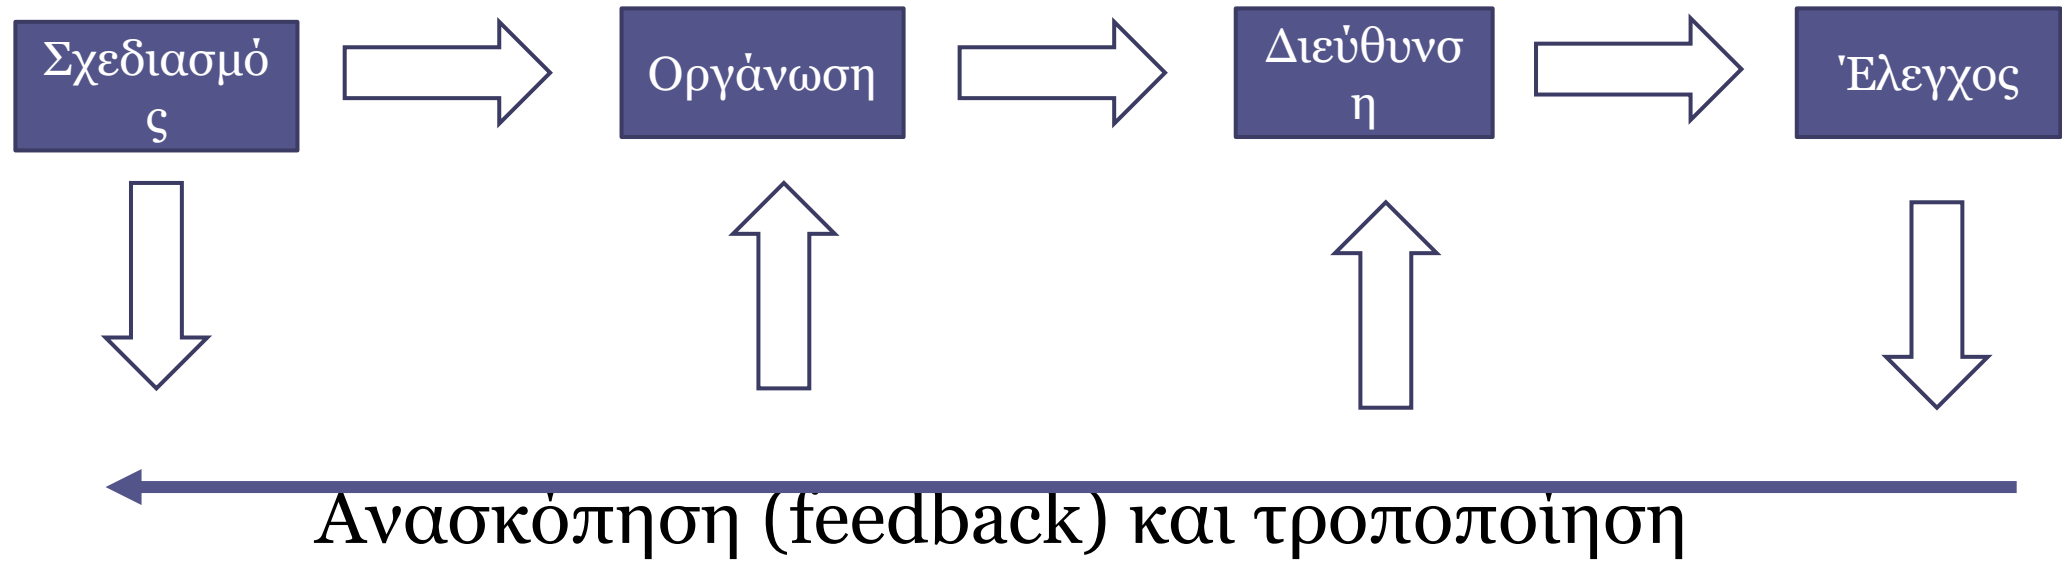 Σχεδιασμό
ς
Οργάνωση
Διεύθυνσ
η
Έλεγχος
Ανασκόπηση (feedback) και τροποποίηση